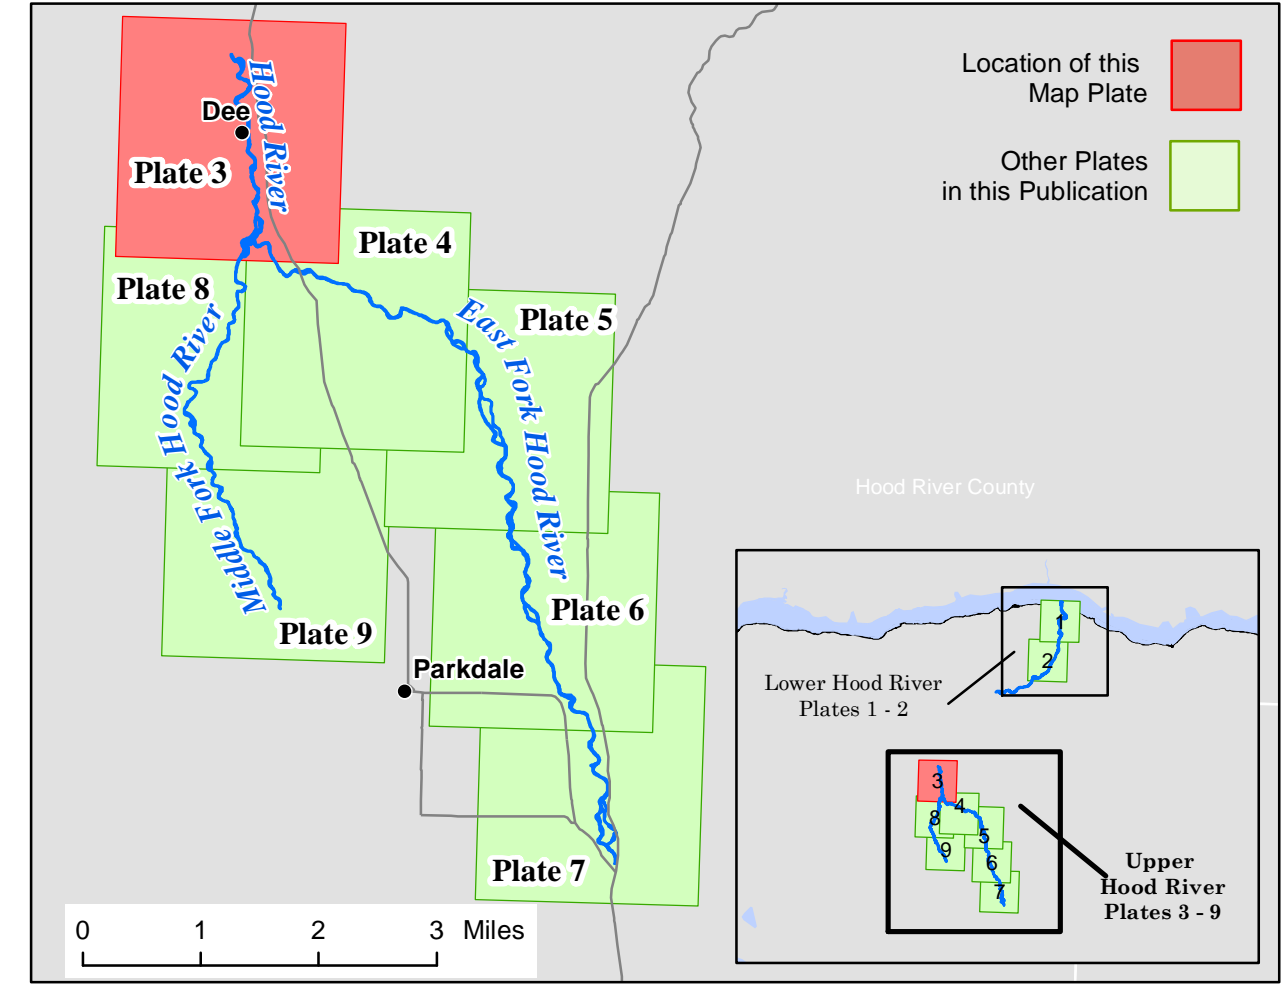 Location of this
Map Plate
Other Plates
in this Publication
Hood River
Dee
Plate 3
Plate 4
Plate 8
Plate 5
East Fork Hood River
Middle Fork Hood River
Hood River County
Plate 6
Plate 9
Parkdale
Plate 7
0 1 2 3 Miles
1
2
Lower Hood River
Plates 1 - 2
3
4
8
5
9
6
7
Upper
Hood River
Plates 3 - 9